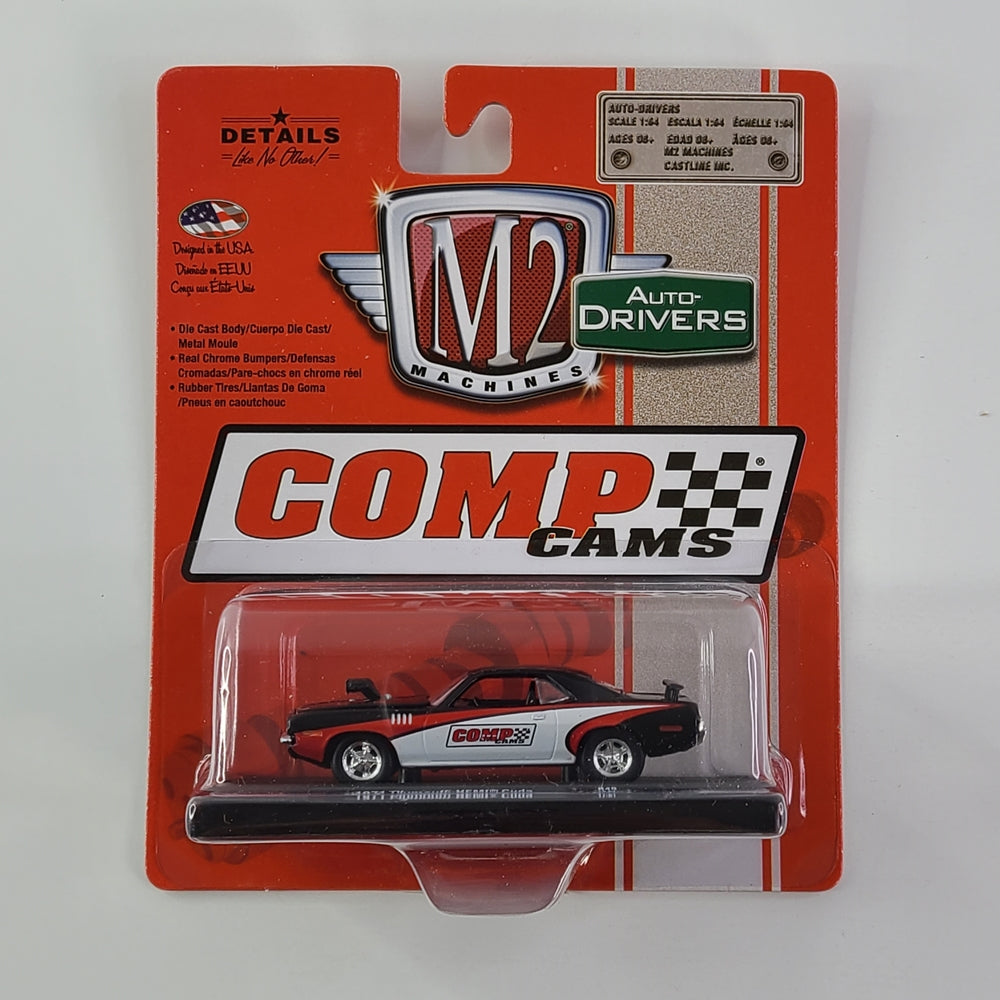 DETAILS
Like No Other!
Designed in the U.S.A.
Diseñado en EEUU
Conçu aux États-Unis
• Die Cast Body/Cuerpo Die Cast/
Metal Moule
• Real Chrome Bumpers/Defensas
Cromadas/Pare-chocs en chrome réel
• Rubber Tires/Llantas De Goma
/Pneus en caoutchouc
AUTO-DRIVERS
SCALE 1:64 ESCALA 1:64 ÉCHELLE 1:64
AGES 08+ EDAD 08+ ÂGES 08+
M2 MACHINES
CASTLINE INC.
M2®
MACHINES
AUTO-
DRIVERS
COMP®
CAMS
COMP
CAMS
1971 Plymouth HEMI™ Cuda